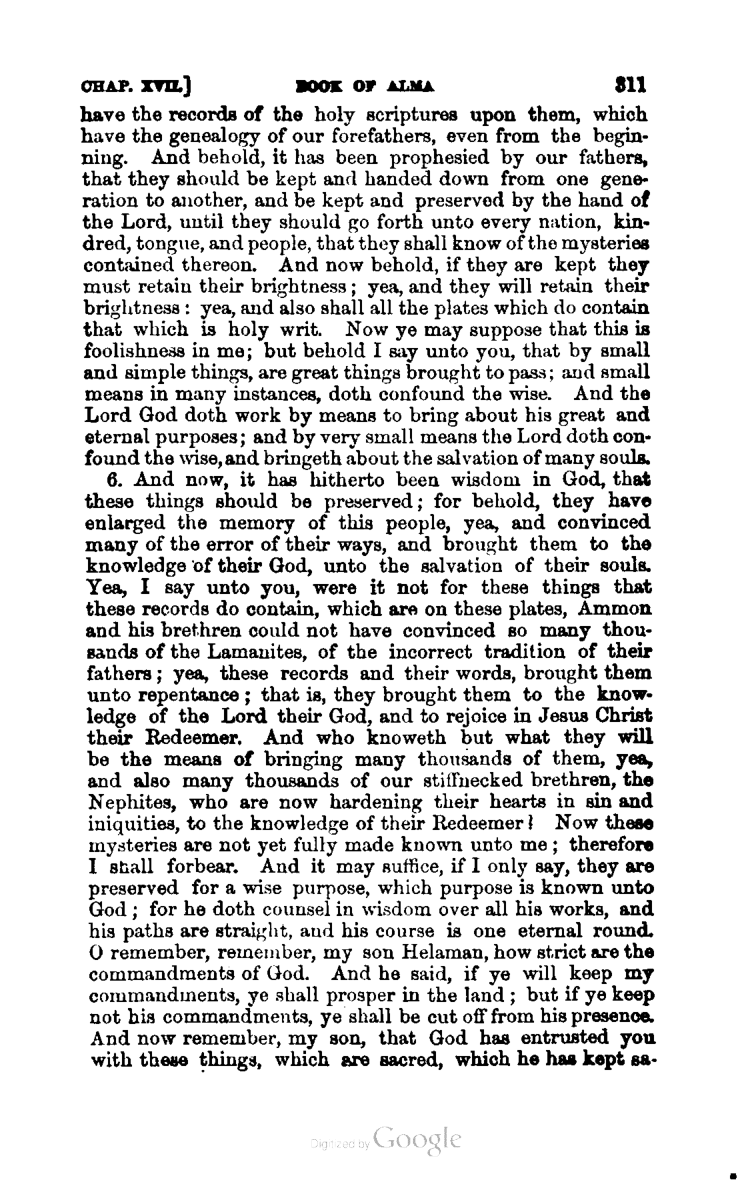 CHAP. XVII.] BOOK OF ALMA 311
have the records of the holy scriptures upon them, which
have the genealogy of our forefathers, even from the begin-
ning. And behold, it has been prophesied by our fathers,
that they should be kept and handed down from one gene-
ration to another, and be kept and preserved by the hand of
the Lord, until they should go forth unto every nation, kin-
dred, tongue, and people, that they shall know of the mysteries
contained thereon. And now behold, if they are kept they
must retain their brightness; yea, and they will retain their
brightness: yea, and also shall all the plates which do contain
that which is holy writ. Now ye may suppose that this is
foolishness in me; but behold I say unto you, that by small
and simple things, are great things brought to pass; and small
means in many instances, doth confound the wise. And the
Lord God doth work by means to bring about his great and
eternal purposes; and by very small means the Lord doth con-
found the wise, and bringeth about the salvation of many souls.
6. And now, it has hitherto been wisdom in God, that
these things should be preserved; for behold, they have
enlarged the memory of this people, yea, and convinced
many of the error of their ways, and brought them to the
knowledge of their God, unto the salvation of their souls.
Yea, I say unto you, were it not for these things that
these records do contain, which are on these plates, Ammon
and his brethren could not have convinced so many thou-
sands of the Lamanites, of the incorrect tradition of their
fathers; yea, these records and their words, brought them
unto repentance; that is, they brought them to the know-
ledge of the Lord their God, and to rejoice in Jesus Christ
their Redeemer. And who knoweth but what they will
be the means of bringing many thousands of them, yea,
and also many thousands of our stiffnecked brethren, the
Nephites, who are now hardening their hearts in sin and
iniquities, to the knowledge of their Redeemer? Now these
mysteries are not yet fully made known unto me; therefore
I shall forbear. And it may suffice, if I only say, they are
preserved for a wise purpose, which purpose is known unto
God; for he doth counsel in wisdom over all his works, and
his paths are straight, and his course is one eternal round.
O remember, remember, my son Helaman, how strict are the
commandments of God. And he said, if ye will keep my
commandments, ye shall prosper in the land; but if ye keep
not his commandments, ye shall be cut off from his presence.
And now remember, my son, that God has entrusted you
with these things, which are sacred, which he has kept sa-
Digitized by Google